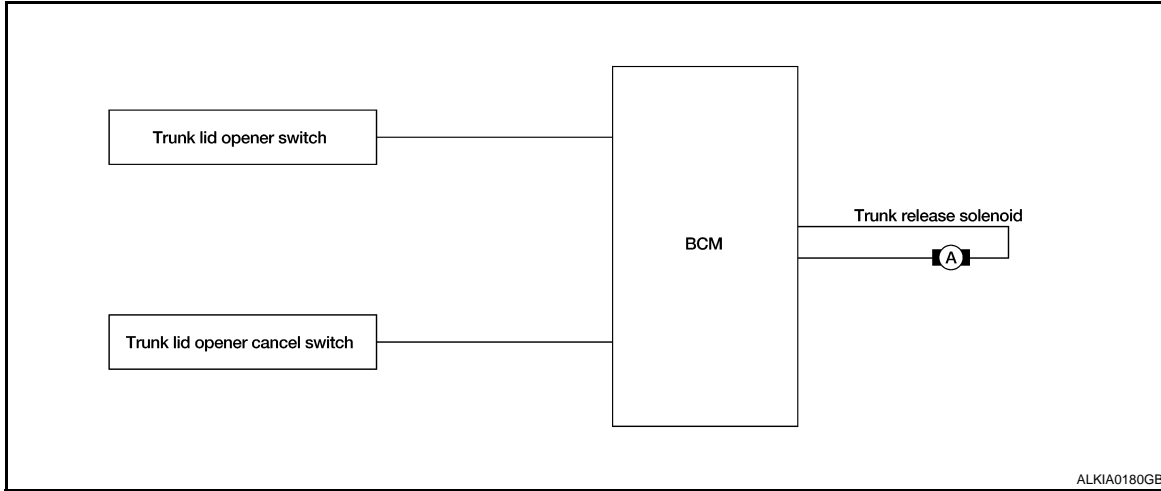 Trunk lid opener switch
Trunk release solenoid
BCM
A
Trunk lid opener cancel switch
ALKIA0180GB